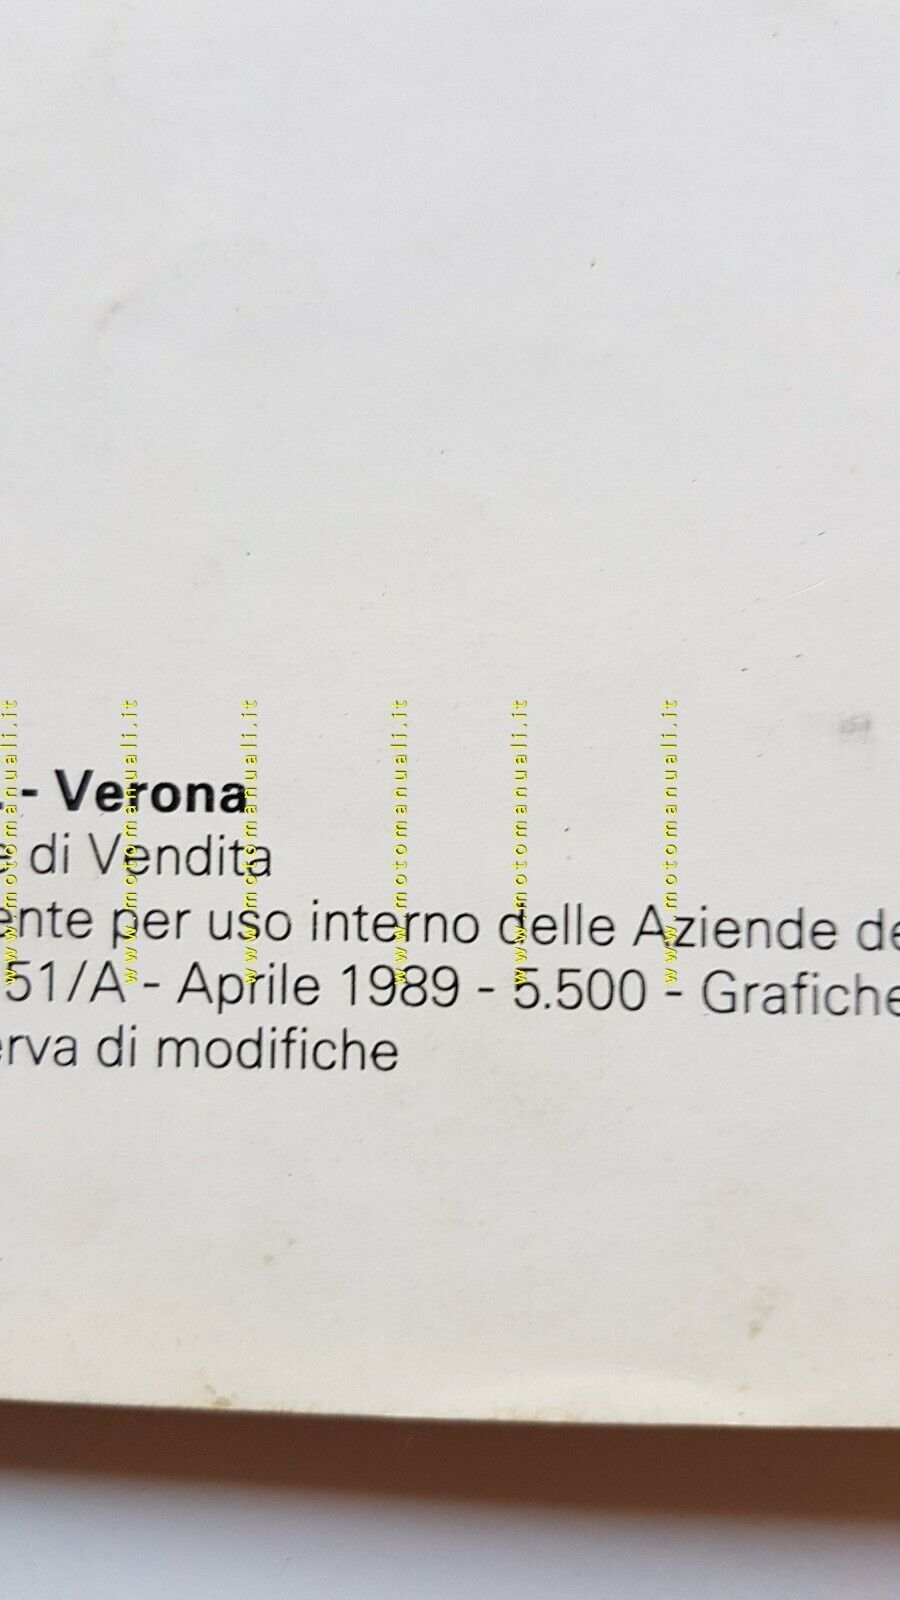 . - Verona
e di Vendita
ente per uso interno delle Aziende de
51/A - Aprile 1989 - 5.500 - Grafiche
erva di modifiche
www.motomanuali.it
www.motomanuali.it
www.motomanuali.it
www.motomanuali.it
www.motomanuali.it
www.motomanuali.it